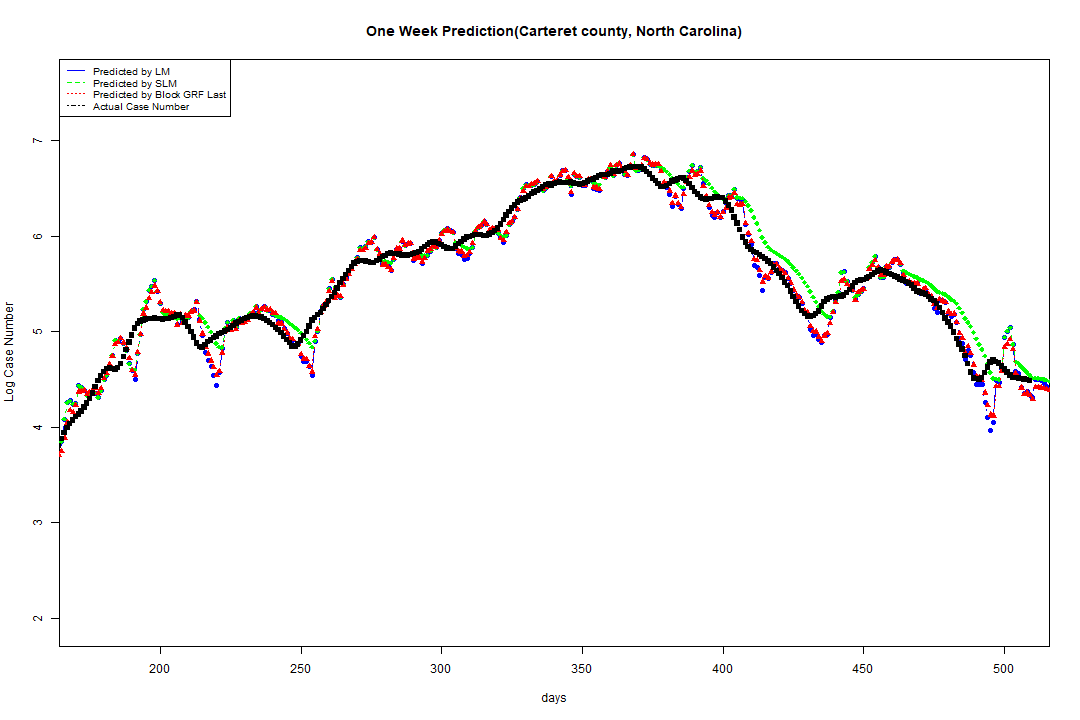 One Week Prediction(Carteret county, North Carolina)
Predicted by LM
Predicted by SLM
Predicted by Block GRF Last
Actual Case Number
Log Case Number
7
6
5
4
3
2
200 250 300 350 400 450 500
days